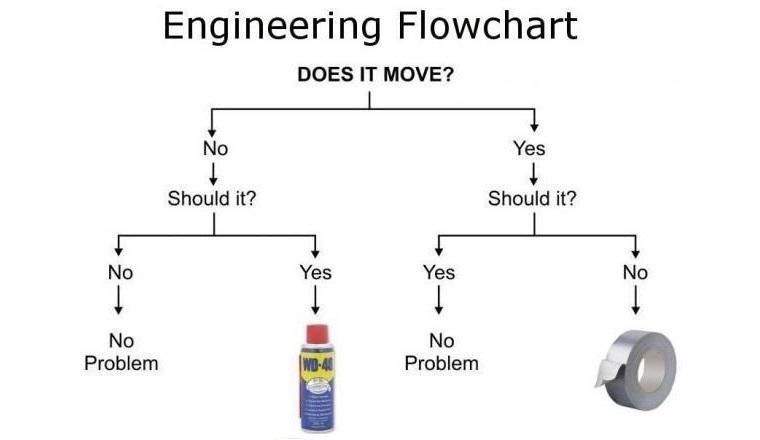 Engineering Flowchart
DOES IT MOVE?
No
Yes
Should it?
Should it?
No
Yes
Yes
No
No
Problem
No
Problem
WD-40